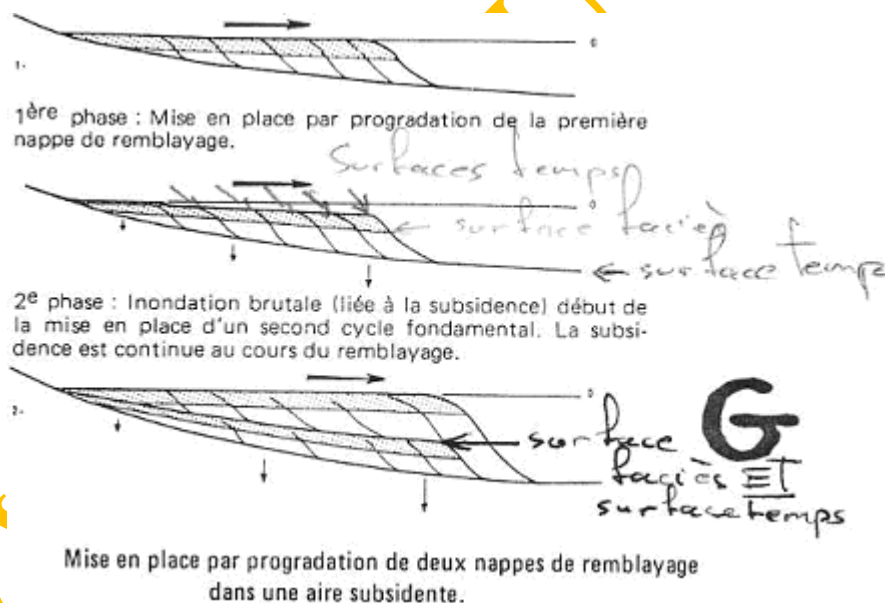 0
1-
1ère phase : Mise en place par progradation de la première
nappe de remblayage.
Surfaces temps
0
← surface faciès
← surface temps
2e phase : Inondation brutale (liée à la subsidence) début de
la mise en place d'un second cycle fondamental. La subsi-
dence est continue au cours du remblayage.
0
2-
surface G
faciès ET
surface temps
Mise en place par progradation de deux nappes de remblayage
dans une aire subsidente.